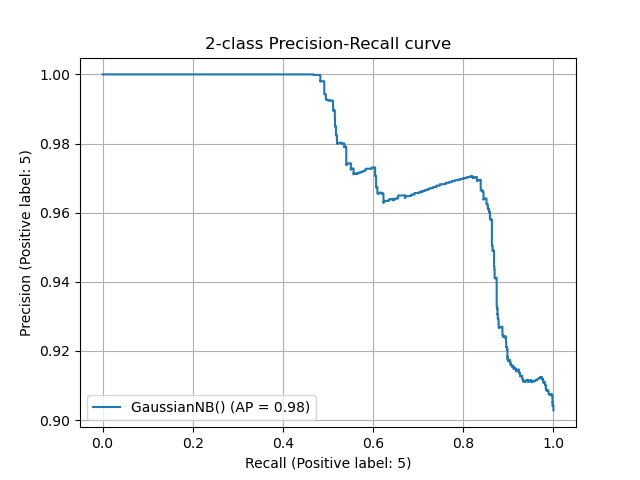 2-class Precision-Recall curve
1.00
0.98
0.96
0.94
0.92
0.90
Precision (Positive label: 5)
GaussianNB() (AP = 0.98)
0.0 0.2 0.4 0.6 0.8 1.0
Recall (Positive label: 5)